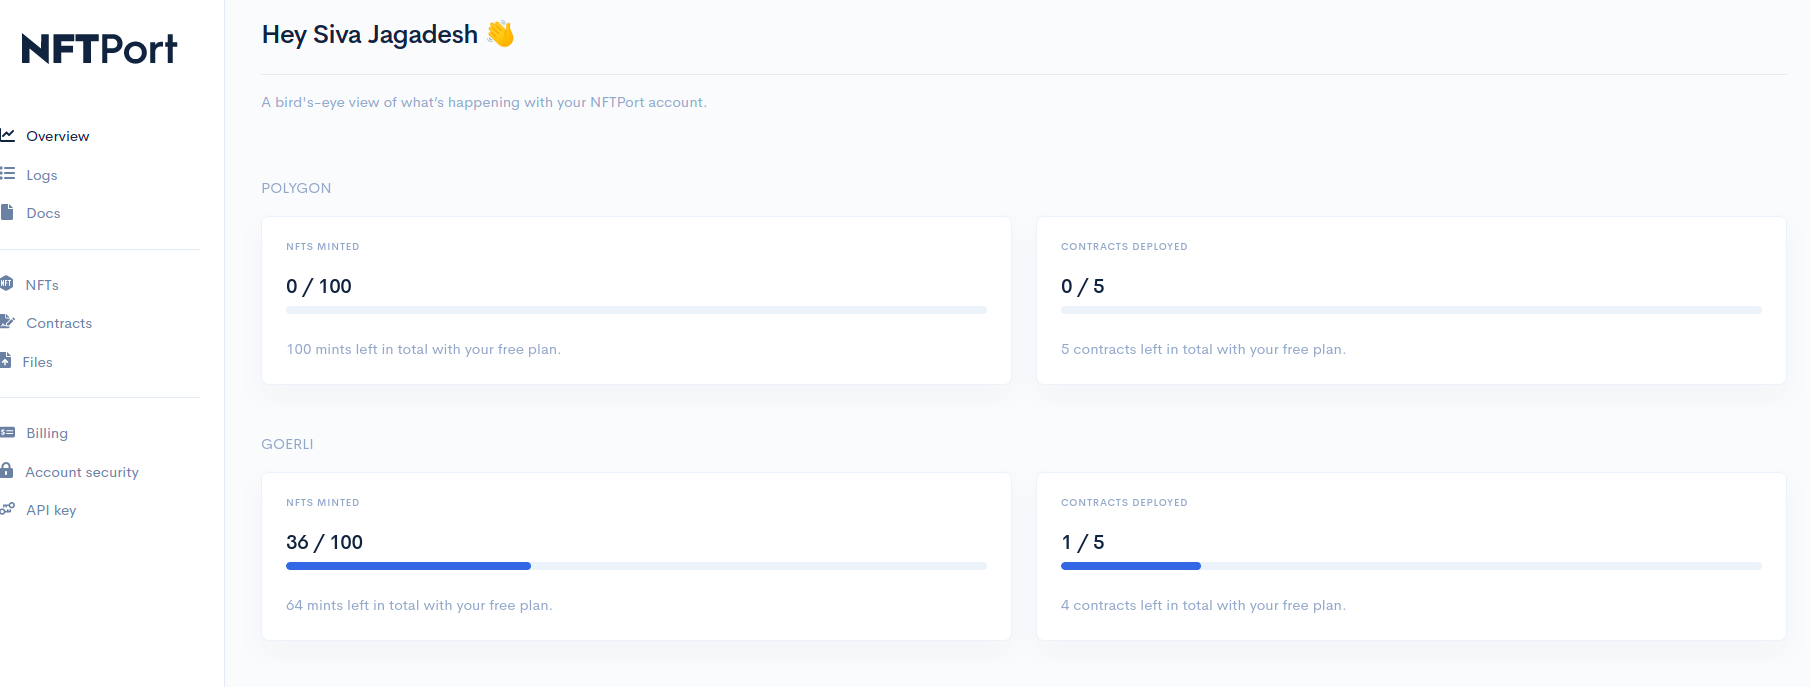 NFTPort
Overview
Logs
Docs
NFTs
Contracts
Files
Billing
Account security
API key
Hey Siva Jagadesh 👋
A bird's-eye view of what’s happening with your NFTPort account.
POLYGON
NFTS MINTED
0 / 100
100 mints left in total with your free plan.
CONTRACTS DEPLOYED
0 / 5
5 contracts left in total with your free plan.
GOERLI
NFTS MINTED
36 / 100
64 mints left in total with your free plan.
CONTRACTS DEPLOYED
1 / 5
4 contracts left in total with your free plan.